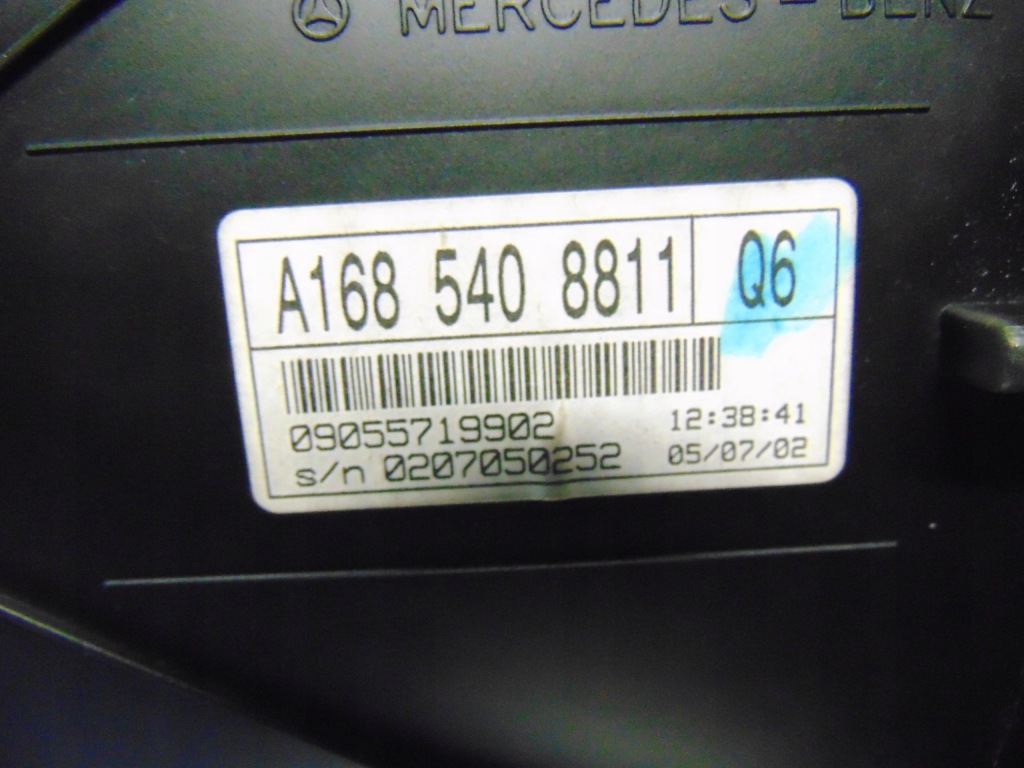 MERCEDES-BENZ
A168 540 8811 Q6
09055719902 12:38:41
s/n 0207050252 05/07/02